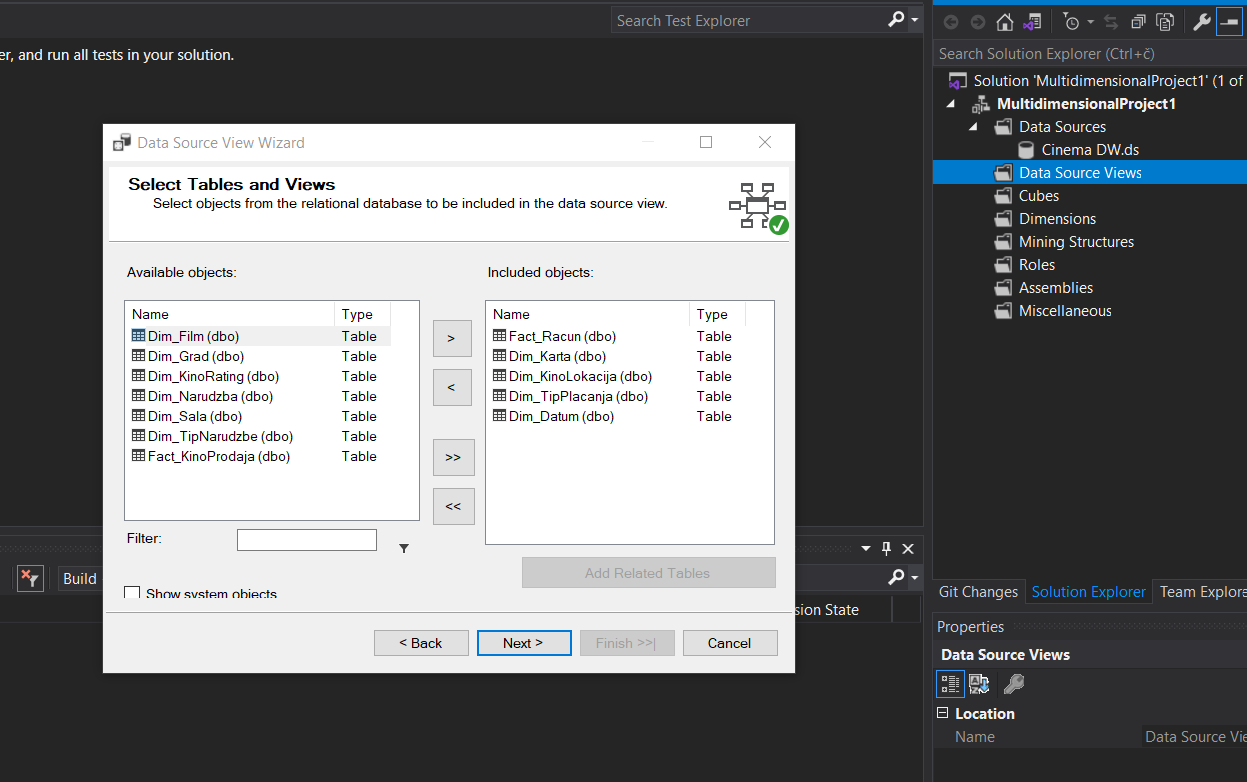 Search Test Explorer
er, and run all tests in your solution.
Data Source View Wizard
Select Tables and Views
Select objects from the relational database to be included in the data source view.
Available objects:
Name Type
Dim_Film (dbo) Table
Dim_Grad (dbo) Table
Dim_KinoRating (dbo) Table
Dim_Narudzba (dbo) Table
Dim_Sala (dbo) Table
Dim_TipNarudzbe (dbo) Table
Fact_KinoProdaja (dbo) Table
>
<
>>
<<
Included objects:
Name Type
Fact_Racun (dbo) Table
Dim_Karta (dbo) Table
Dim_KinoLokacija (dbo) Table
Dim_TipPlacanja (dbo) Table
Dim_Datum (dbo) Table
Filter:
Add Related Tables
Show system objects
< Back Next > Finish >>| Cancel
Build
sion State
Search Solution Explorer (Ctrl+č)
Solution 'MultidimensionalProject1' (1 of
MultidimensionalProject1
Data Sources
Cinema DW.ds
Data Source Views
Cubes
Dimensions
Mining Structures
Roles
Assemblies
Miscellaneous
Git Changes Solution Explorer Team Explore
Properties
Data Source Views
Location
Name Data Source Vie